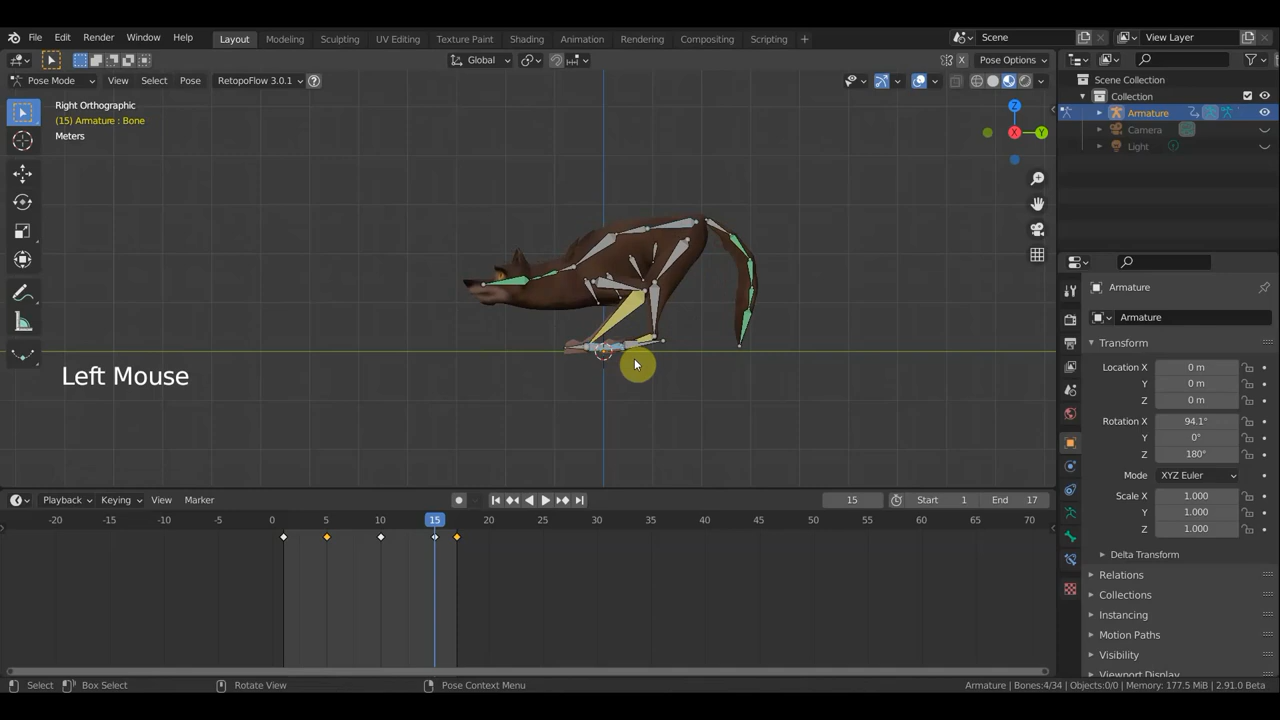 File Edit Render Window Help Layout Modeling Sculpting UV Editing Texture Paint Shading Animation Rendering Compositing Scripting + Scene View Layer
Global X Pose Options
Pose Mode View Select Pose RetopoFlow 3.0.1
Scene Collection
Collection
Armature
Camera
Light
Right Orthographic
(15) Armature : Bone
Meters
Z
X
Y
Armature
Armature
Transform
Location X 0 m
Y 0 m
Z 0 m
Rotation X 94.1°
Y 0°
Z 180°
Mode XYZ Euler
Scale X 1.000
Y 1.000
Z 1.000
Delta Transform
Relations
Collections
Instancing
Motion Paths
Visibility
Viewport Display
Left Mouse
Playback Keying View Marker 15 Start 1 End 17
-20 -15 -10 -5 0 5 10 15 20 25 30 35 40 45 50 55 60 65 70
Select Box Select Rotate View Pose Context Menu Armature | Bones:4/34 | Objects:0/0 | Memory: 177.5 MiB | 2.91.0 Beta